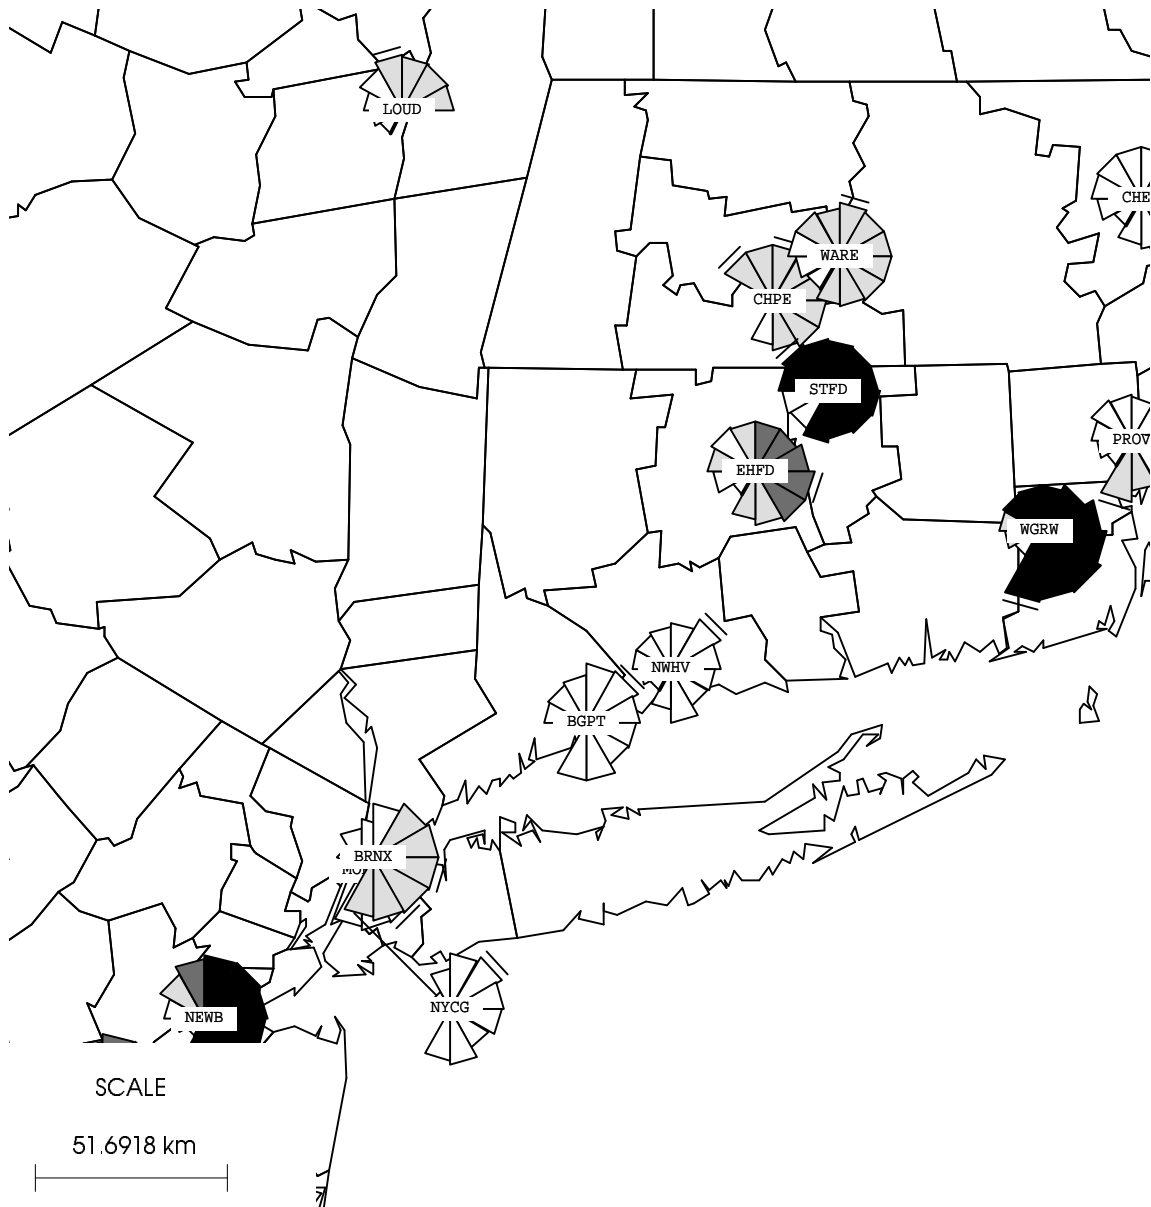 LOUD
CHE
WARE
CHPE
STFD
PROV
EHFD
WGRW
NWHV
BGPT
BRNX
NYCG
NEWB
SCALE
51.6918 km